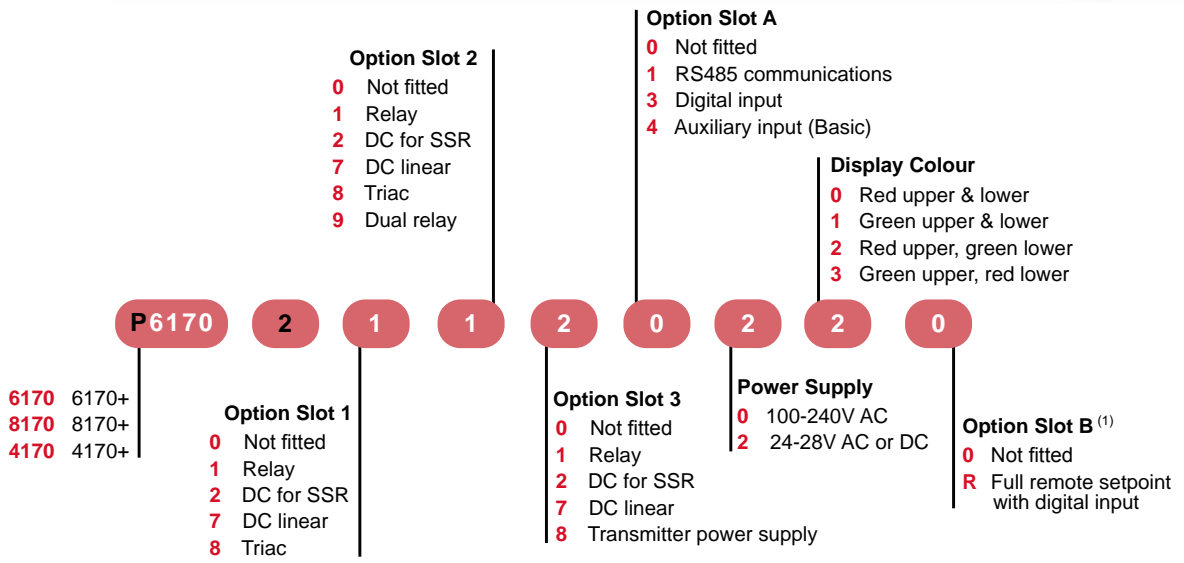 Option Slot A
0 Not fitted
1 RS485 communications
3 Digital input
4 Auxiliary input (Basic)
Option Slot 2
0 Not fitted
1 Relay
2 DC for SSR
7 DC linear
8 Triac
9 Dual relay
Display Colour
0 Red upper & lower
1 Green upper & lower
2 Red upper, green lower
3 Green upper, red lower
P6170 2 1 1 2 0 2 2 0
6170 6170+
8170 8170+
4170 4170+
Option Slot 1
0 Not fitted
1 Relay
2 DC for SSR
7 DC linear
8 Triac
Option Slot 3
0 Not fitted
1 Relay
2 DC for SSR
7 DC linear
8 Transmitter power supply
Power Supply
0 100-240V AC
2 24-28V AC or DC
Option Slot B (1)
0 Not fitted
R Full remote setpoint
with digital input